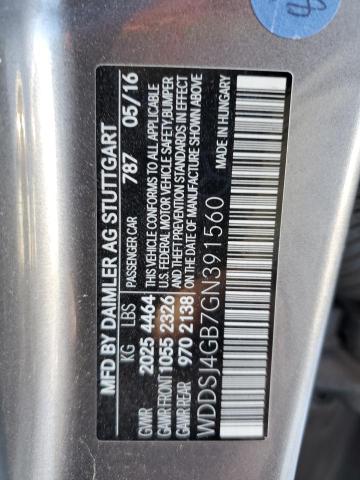 MFD BY DAIMLER AG STUTTGART
PASSENGER CAR 787 05/16
KG LBS
GVWR 2025 4464
GAWR FRONT 1055 2326
GAWR REAR 970 2138
THIS VEHICLE CONFORMS TO ALL APPLICABLE
U.S. FEDERAL MOTOR VEHICLE SAFETY, BUMPER
AND THEFT PREVENTION STANDARDS IN EFFECT
ON THE DATE OF MANUFACTURE SHOWN ABOVE
WDDSJ4GB7GN391560
MADE IN HUNGARY